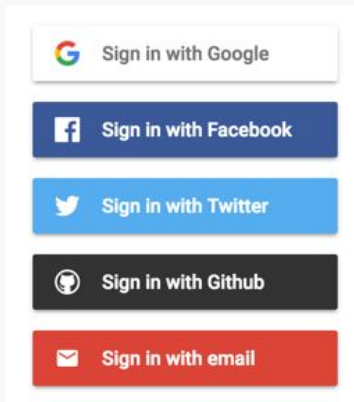 Sign in with Google
Sign in with Facebook
Sign in with Twitter
Sign in with Github
Sign in with email